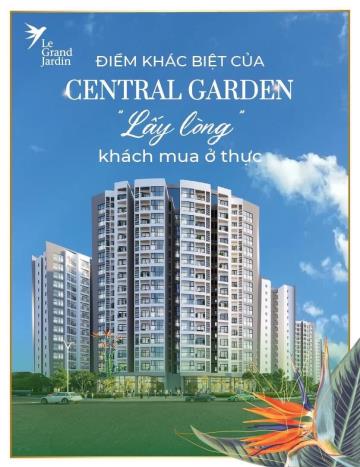 Le
Grand
Jardin
ĐIỂM KHÁC BIỆT CỦA
CENTRAL GARDEN
"Lấy lòng"
khách mua ở thực